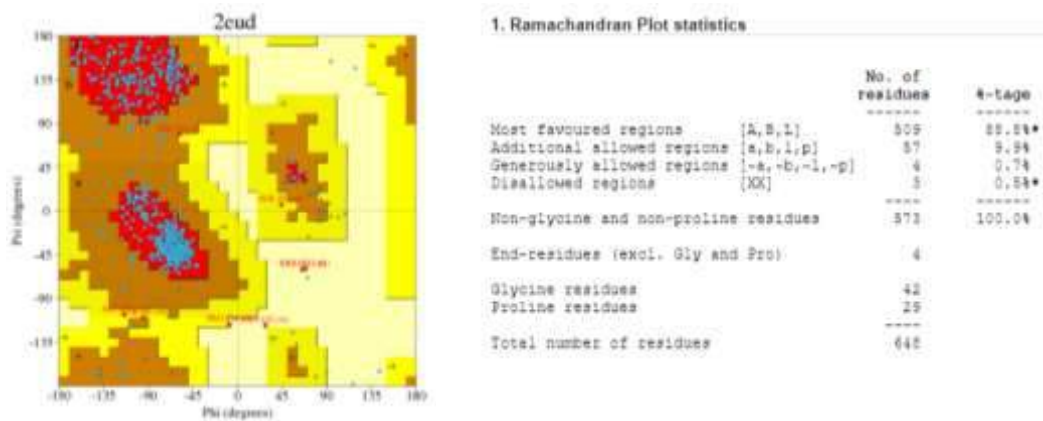 2eud
180
135
90
45
0
-45
-90
-135
Psi (degrees)
-180 -135 -90 -45 0 45 90 135 180
Phi (degrees)
1. Ramachandran Plot statistics
No. of
residues %-tage
------ ------
Most favoured regions [A,B,L] 509 88.8%*
Additional allowed regions [a,b,l,p] 57 9.9%
Generously allowed regions [~a,~b,~l,~p] 4 0.7%
Disallowed regions [XX] 3 0.5%*
---- ------
Non-glycine and non-proline residues 573 100.0%
End-residues (excl. Gly and Pro) 4
Glycine residues 42
Proline residues 29
----
Total number of residues 648